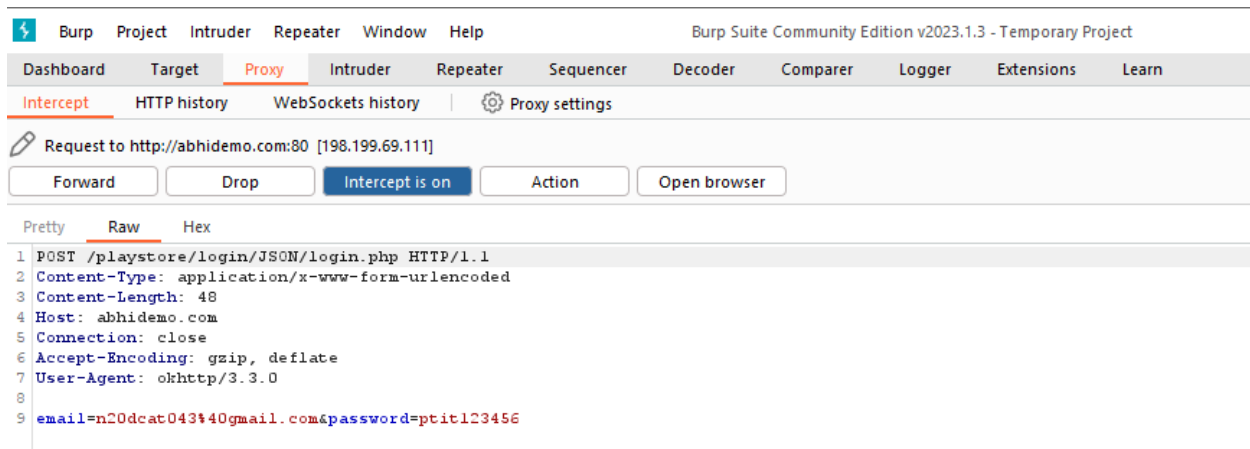 Burp Project Intruder Repeater Window Help Burp Suite Community Edition v2023.1.3 - Temporary Project
Dashboard Target Proxy Intruder Repeater Sequencer Decoder Comparer Logger Extensions Learn
Intercept HTTP history WebSockets history Proxy settings
Request to http://abhidemo.com:80 [198.199.69.111]
Forward Drop Intercept is on Action Open browser
Pretty Raw Hex
1 POST /playstore/login/JSON/login.php HTTP/1.1
2 Content-Type: application/x-www-form-urlencoded
3 Content-Length: 48
4 Host: abhidemo.com
5 Connection: close
6 Accept-Encoding: gzip, deflate
7 User-Agent: okhttp/3.3.0
8
9 email=n20dcat043%40gmail.com&password=ptit123456